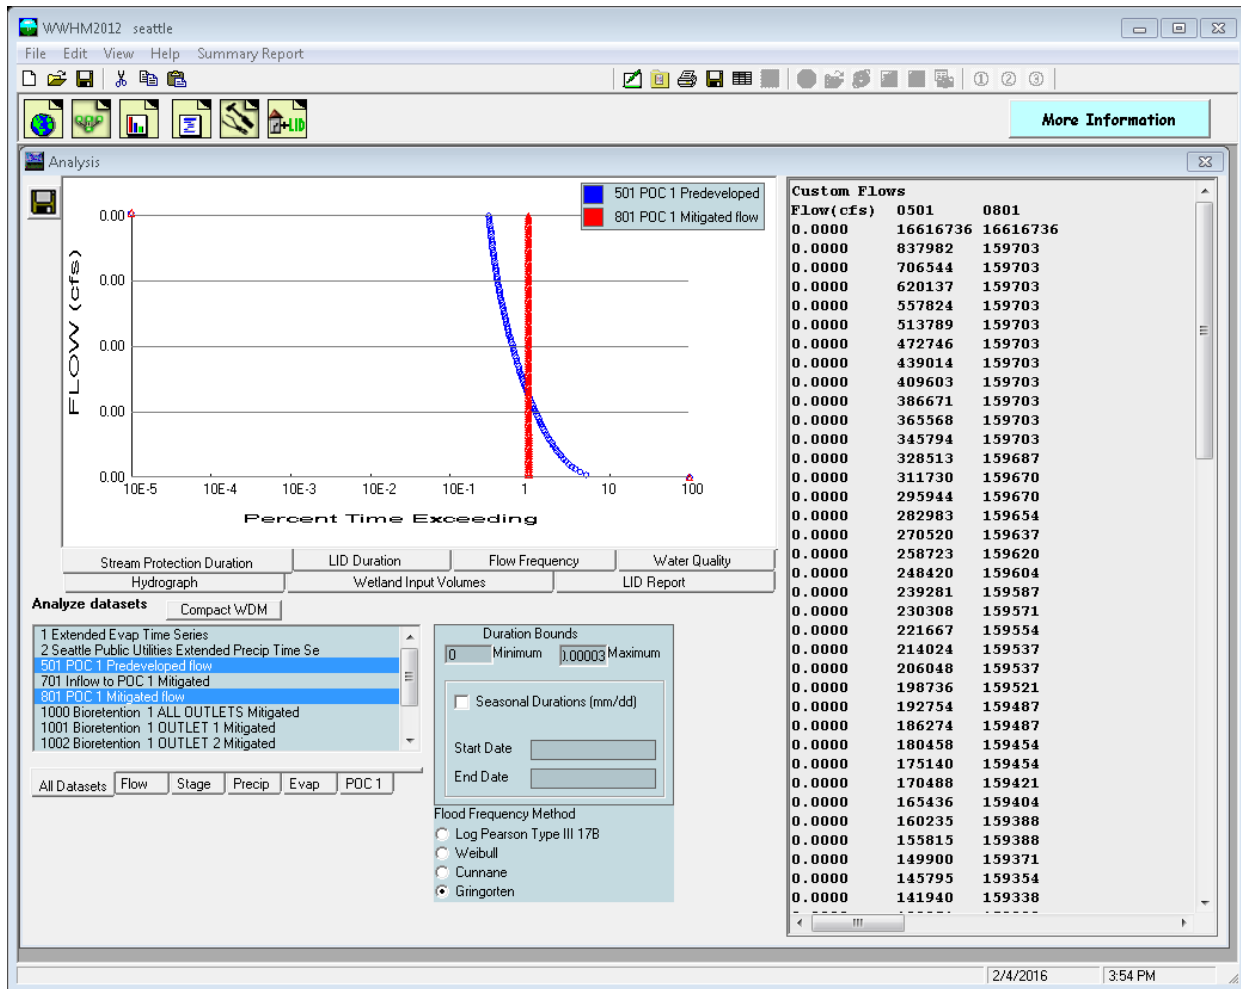 WWHM2012 seattle
File Edit View Help Summary Report
More Information
Analysis
501 POC 1 Predeveloped
801 POC 1 Mitigated flow
FLOW (cfs)
0.00
0.00
0.00
0.00
0.00
10E-5 10E-4 10E-3 10E-2 10E-1 1 10 100
Percent Time Exceeding
Stream Protection Duration LID Duration Flow Frequency Water Quality
Hydrograph Wetland Input Volumes LID Report
Analyze datasets Compact WDM
1 Extended Evap Time Series
2 Seattle Public Utilities Extended Precip Time Se
501 POC 1 Predeveloped flow
701 Inflow to POC 1 Mitigated
801 POC 1 Mitigated flow
1000 Bioretention 1 ALL OUTLETS Mitigated
1001 Bioretention 1 OUTLET 1 Mitigated
1002 Bioretention 1 OUTLET 2 Mitigated
All Datasets Flow Stage Precip Evap POC 1
Duration Bounds
0 Minimum 0.00003 Maximum
Seasonal Durations (mm/dd)
Start Date
End Date
Flood Frequency Method
Log Pearson Type III 17B
Weibull
Cunnane
Gringorten
Custom Flows
Flow(cfs) 0501 0801
0.0000 16616736 16616736
0.0000 837982 159703
0.0000 706544 159703
0.0000 620137 159703
0.0000 557824 159703
0.0000 513789 159703
0.0000 472746 159703
0.0000 439014 159703
0.0000 409603 159703
0.0000 386671 159703
0.0000 365568 159703
0.0000 345794 159703
0.0000 328513 159687
0.0000 311730 159670
0.0000 295944 159670
0.0000 282983 159654
0.0000 270520 159637
0.0000 258723 159620
0.0000 248420 159604
0.0000 239281 159587
0.0000 230308 159571
0.0000 221667 159554
0.0000 214024 159537
0.0000 206048 159537
0.0000 198736 159521
0.0000 192754 159487
0.0000 186274 159487
0.0000 180458 159454
0.0000 175140 159454
0.0000 170488 159421
0.0000 165436 159404
0.0000 160235 159388
0.0000 155815 159388
0.0000 149900 159371
0.0000 145795 159354
0.0000 141940 159338
2/4/2016 3:54 PM